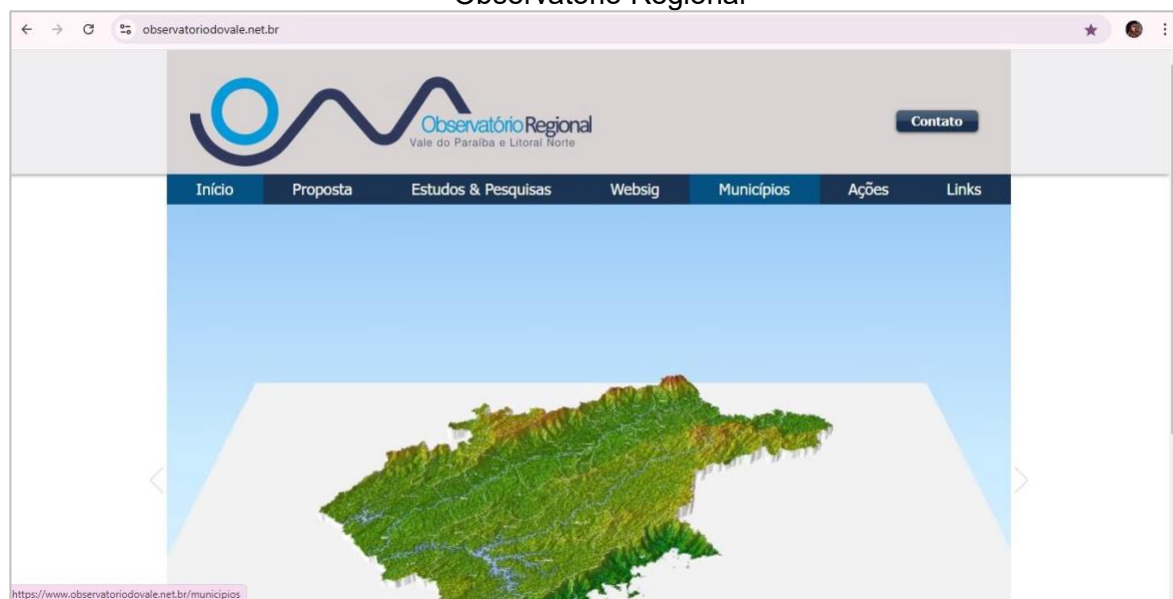 Observatório Regional
observatoriodovale.net.br
Observatório Regional
Vale do Paraíba e Litoral Norte
Contato
Início Proposta Estudos & Pesquisas Websig Municípios Ações Links
https://www.observatoriodovale.net.br/municipios